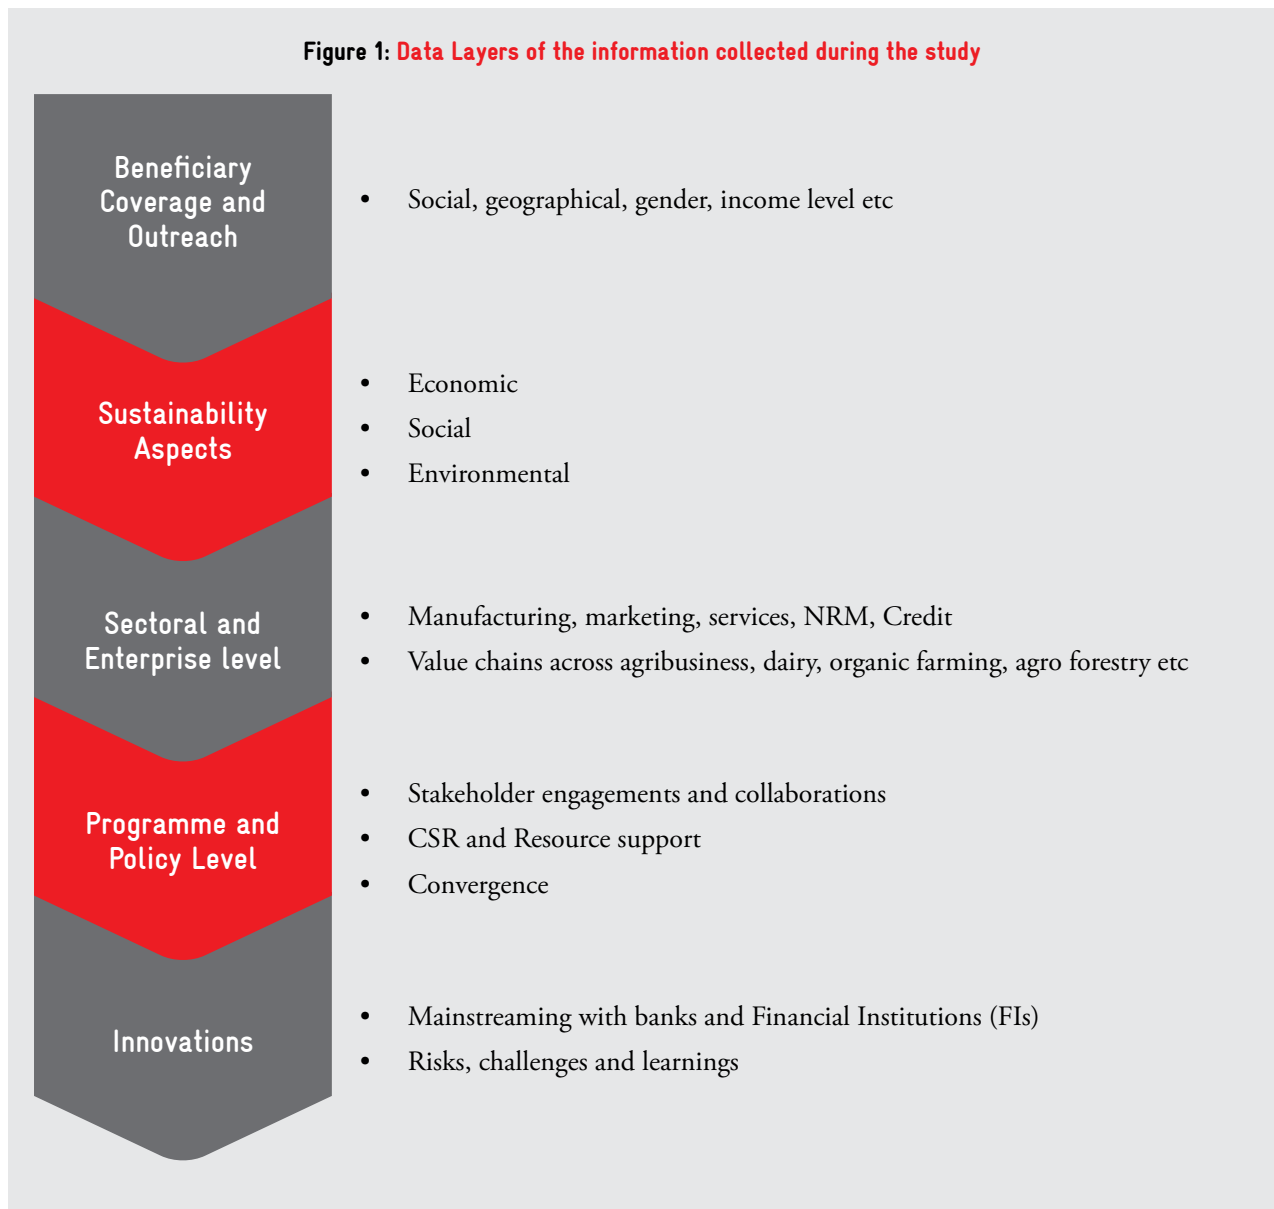 Figure 1: Data Layers of the information collected during the study
Beneficiary
Coverage and
Outreach
• Social, geographical, gender, income level etc
Sustainability
Aspects
• Economic
• Social
• Environmental
Sectoral and
Enterprise level
• Manufacturing, marketing, services, NRM, Credit
• Value chains across agribusiness, dairy, organic farming, agro forestry etc
Programme and
Policy Level
• Stakeholder engagements and collaborations
• CSR and Resource support
• Convergence
Innovations
• Mainstreaming with banks and Financial Institutions (FIs)
• Risks, challenges and learnings